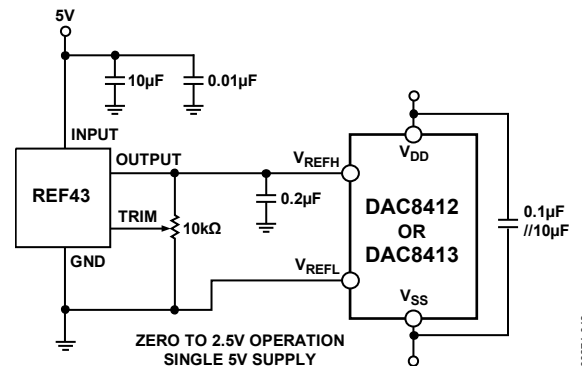 5V
10µF
0.01µF
INPUT
OUTPUT
REF43
TRIM
10kΩ
GND
0.2µF
VREFH
VREFL
VDD
DAC8412
OR
DAC8413
VSS
0.1µF
//10µF
ZERO TO 2.5V OPERATION
SINGLE 5V SUPPLY